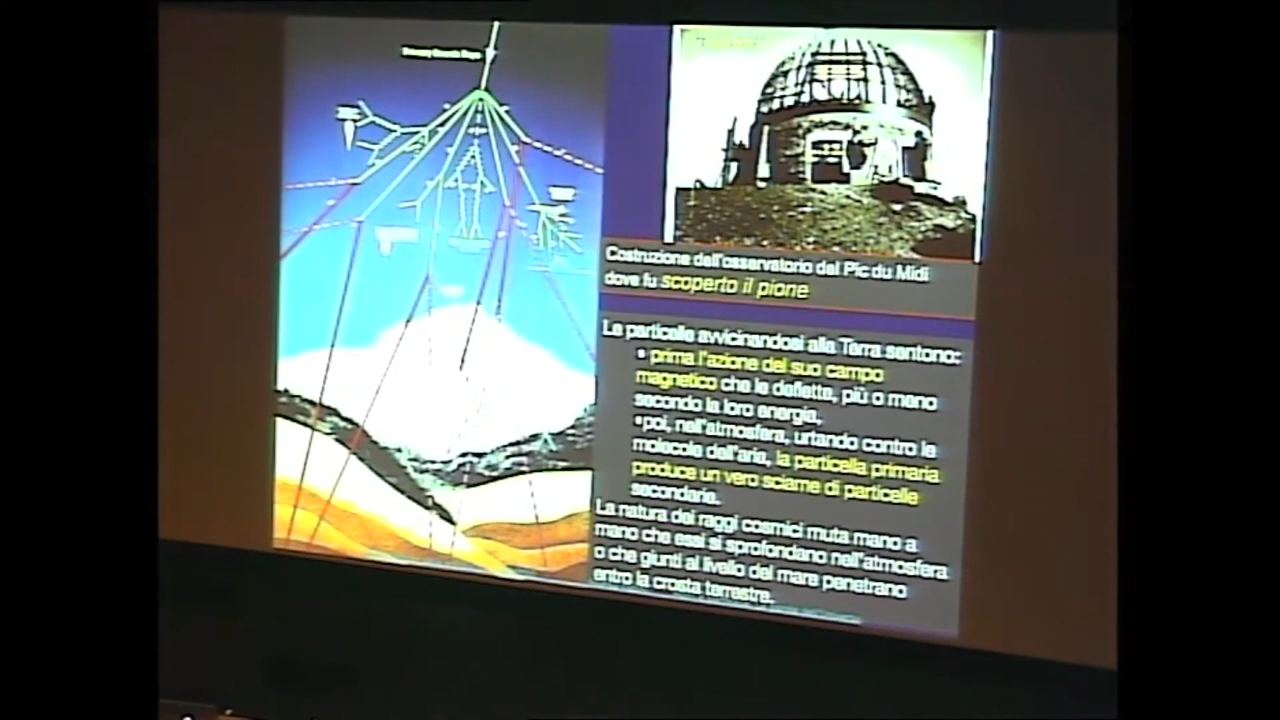 Costruzione dell'osservatorio del Pic du Midi
dove fu scoperto il pione
Le particelle avvicinandosi alla Terra sentono:
• prima l'azione del suo campo
magnetico che le deflette, più o meno
secondo la loro energia,
•poi, nell'atmosfera, urtando contro le
molecole dell'aria, la particella primaria
produce un vero sciame di particelle
secondarie.
La natura dei raggi cosmici muta mano a
mano che essi si sprofondano nell'atmosfera
o che giunti al livello del mare penetrano
entro la crosta terrestre.